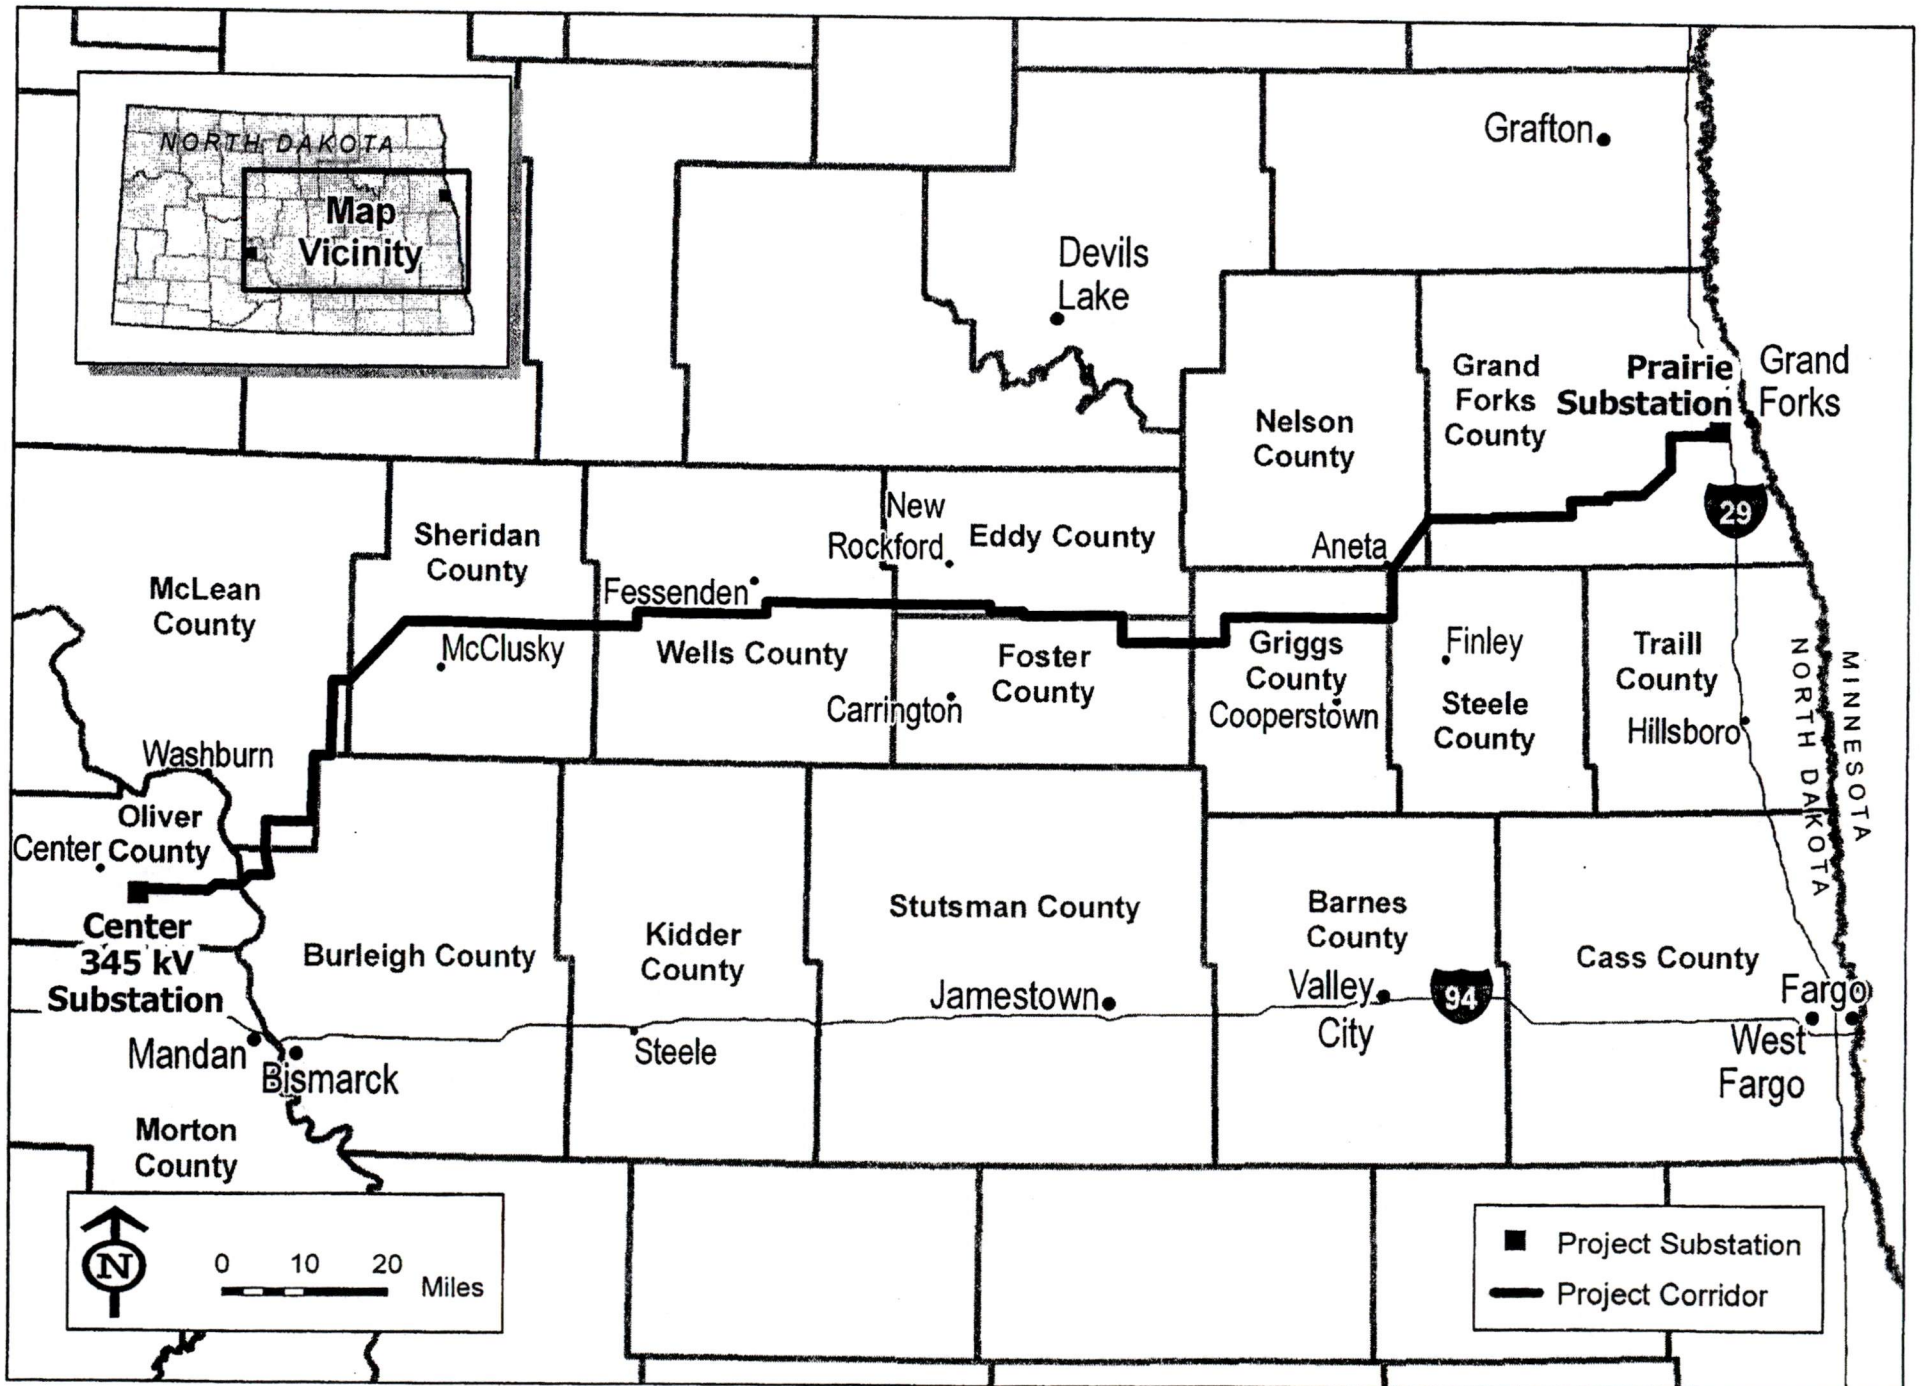 NORTH DAKOTA
Map
Vicinity
Grafton
Devils
Lake
Grand
Forks
County
Prairie
Substation
Grand
Forks
Nelson
County
29
New
Rockford
Eddy County
Aneta
Sheridan
County
McLean
County
Fessenden
McClusky
Wells County
Foster
County
Carrington
Griggs
County
Cooperstown
Finley
Steele
County
Traill
County
Hillsboro
NORTH DAKOTA
MINNESOTA
Washburn
Oliver
County
Center
Center
345 kV
Substation
Burleigh County
Kidder
County
Stutsman County
Barnes
County
Cass County
Jamestown
Valley
City
94
Fargo
West
Fargo
Mandan
Bismarck
Steele
Morton
County
N
0 10 20
Miles
Project Substation
Project Corridor